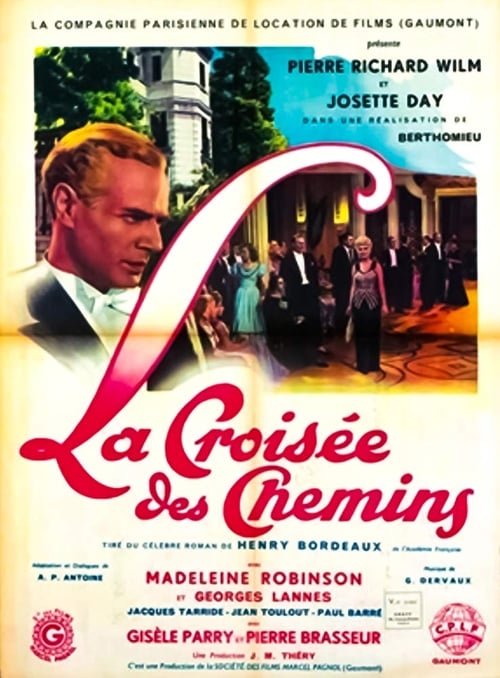 LA COMPAGNIE PARISIENNE DE LOCATION DE FILMS (GAUMONT)
présente
PIERRE RICHARD WILM
ET
JOSETTE DAY
DANS UNE RÉALISATION DE
BERTHOMIEU
La Croisée
des Chemins
TIRÉ DU CÉLÈBRE ROMAN DE HENRY BORDEAUX de l'Académie Française
Adaptation et Dialogues de
A. P. ANTOINE
avec
MADELEINE ROBINSON
ET GEORGES LANNES
JACQUES TARRIDE - JEAN TOULOUT - PAUL BARRÉ
avec
GISÈLE PARRY ET PIERRE BRASSEUR
Une Production J. M. THÉRY
C'est une Production de la SOCIÉTÉ DES FILMS MARCEL PAGNOL (Gaumont)
Musique de
G. DERVAUX
G
MARCEL PAGNOL
C.P.L.F.
GAUMONT